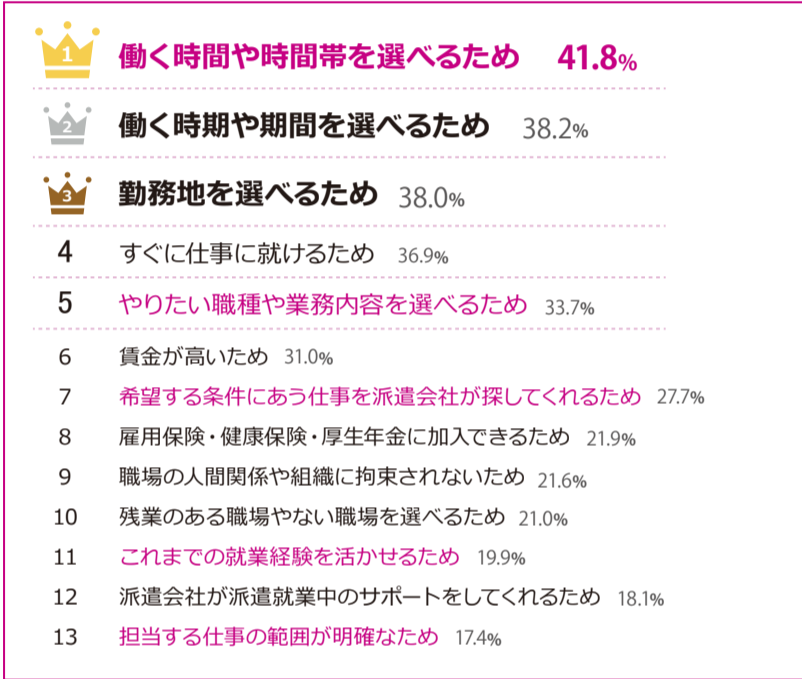 1 働く時間や時間帯を選べるため 41.8%
2 働く時期や期間を選べるため 38.2%
3 勤務地を選べるため 38.0%
4 すぐに仕事に就けるため 36.9%
5 やりたい職種や業務内容を選べるため 33.7%
6 賃金が高いため 31.0%
7 希望する条件にあう仕事を派遣会社が探してくれるため 27.7%
8 雇用保険・健康保険・厚生年金に加入できるため 21.9%
9 職場の人間関係や組織に拘束されないため 21.6%
10 残業のある職場やない職場を選べるため 21.0%
11 これまでの就業経験を活かせるため 19.9%
12 派遣会社が派遣就業中のサポートをしてくれるため 18.1%
13 担当する仕事の範囲が明確なため 17.4%